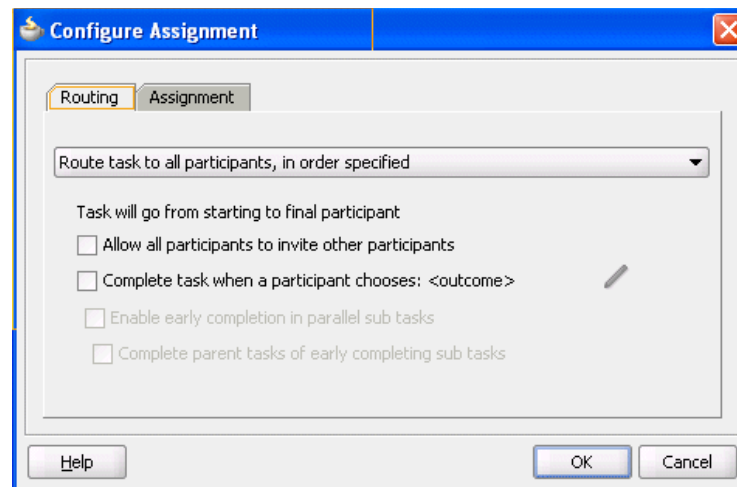 Configure Assignment
Routing
Assignment
Route task to all participants, in order specified
Task will go from starting to final participant
Allow all participants to invite other participants
Complete task when a participant chooses: <outcome>
Enable early completion in parallel sub tasks
Complete parent tasks of early completing sub tasks
Help
OK
Cancel